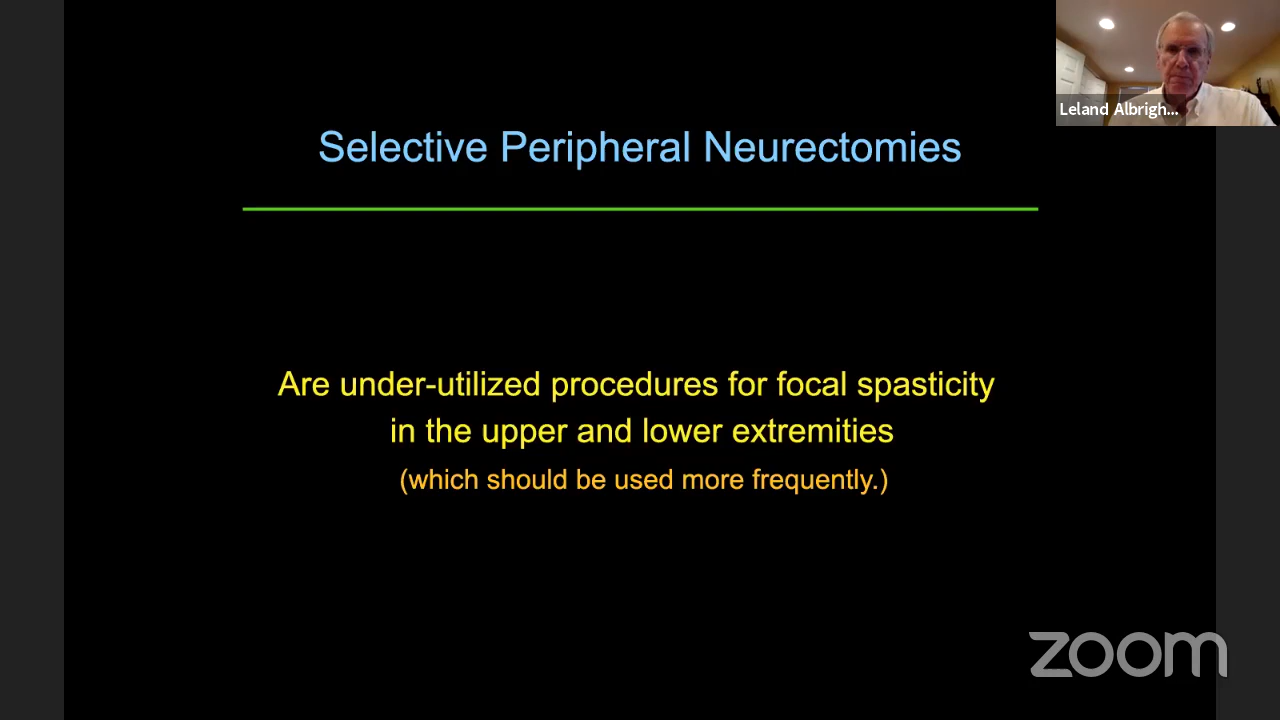 Leland Albrigh...
Selective Peripheral Neurectomies
Are under-utilized procedures for focal spasticity
in the upper and lower extremities
(which should be used more frequently.)
zoom